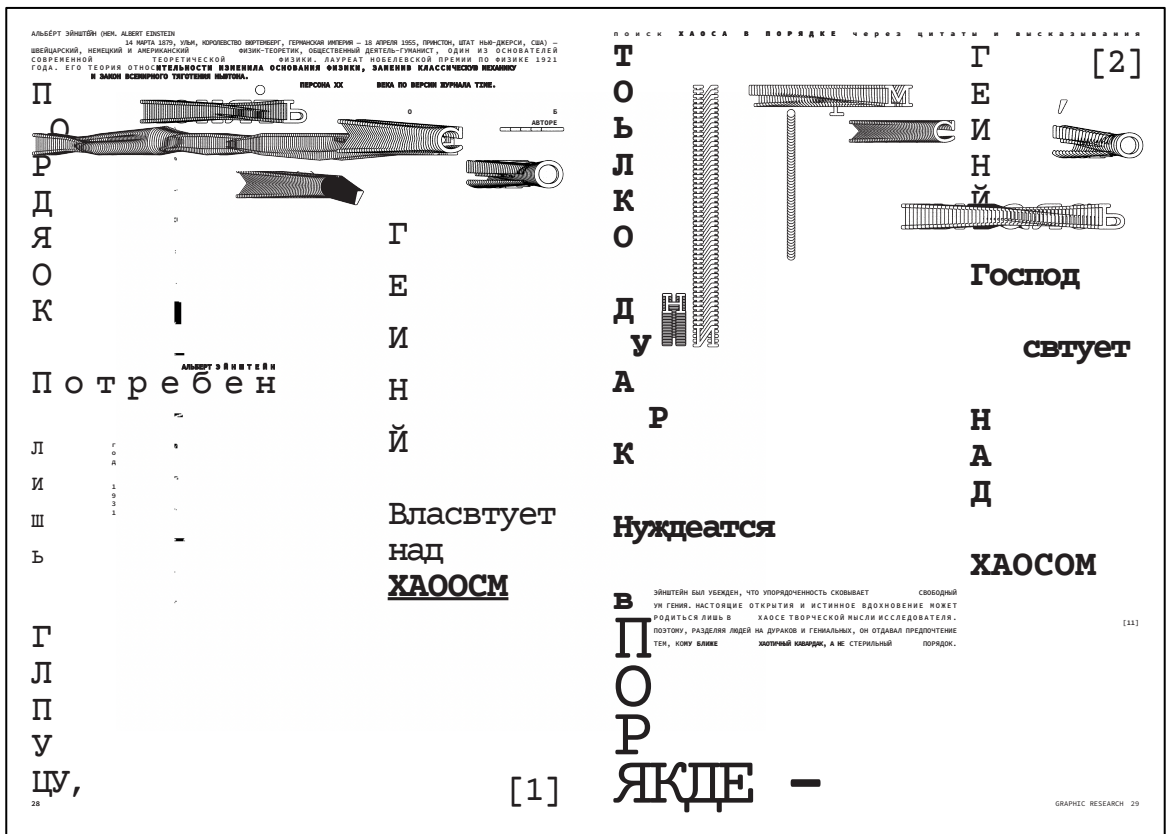 АЛЬБЕ́РТ ЭЙНШТЕ́ЙН (НЕМ. ALBERT EINSTEIN
14 МАРТА 1879, УЛЬМ, КОРОЛЕВСТВО ВЮРТЕМБЕРГ, ГЕРМАНСКАЯ ИМПЕРИЯ — 18 АПРЕЛЯ 1955, ПРИНСТОН, ШТАТ НЬЮ-ДЖЕРСИ, США) —
ШВЕЙЦАРСКИЙ, НЕМЕЦКИЙ И АМЕРИКАНСКИЙ ФИЗИК-ТЕОРЕТИК, ОБЩЕСТВЕННЫЙ ДЕЯТЕЛЬ-ГУМАНИСТ, ОДИН ИЗ ОСНОВАТЕЛЕЙ
СОВРЕМЕННОЙ ТЕОРЕТИЧЕСКОЙ ФИЗИКИ. ЛАУРЕАТ НОБЕЛЕВСКОЙ ПРЕМИИ ПО ФИЗИКЕ 1921
ГОДА. ЕГО ТЕОРИЯ ОТНОСИТЕЛЬНОСТИ ИЗМЕНИЛА ОСНОВАНИЯ ФИЗИКИ, ЗАМЕНИВ КЛАССИЧЕСКУЮ МЕХАНИКУ
И ЗАКОН ВСЕМИРНОГО ТЯГОТЕНИЯ НЬЮТОНА.
ПЕРСОНА XX ВЕКА ПО ВЕРСИИ ЖУРНАЛА TIME.
О Б
АВТОРЕ
П
О
Р
Д
Я
О
К
АЛЬБЕРТ ЭЙНШТЕЙН
Потребен
Л
И
Ш
Ь
год 1931
Г
Л
П
У
ЦУ,
28
Г
Е
И
Н
Й
Власвтует
над
ХАООСМ
[1]
поиск ХАОСА В ПОРЯДКЕ через цитаты и высказывания
[2]
Т
О
Ь
Л
К
О
Д
У
А
Р
К
Нуждеатся
в
П
О
Р
ЯКДЕ —
Г
Е
И
Н
Й
Господ
свтует
Н
А
Д
ХАОСОМ
ЭЙНШТЕЙН БЫЛ УБЕЖДЕН, ЧТО УПОРЯДОЧЕННОСТЬ СКОВЫВАЕТ СВОБОДНЫЙ
УМ ГЕНИЯ. НАСТОЯЩИЕ ОТКРЫТИЯ И ИСТИННОЕ ВДОХНОВЕНИЕ МОЖЕТ
РОДИТЬСЯ ЛИШЬ В ХАОСЕ ТВОРЧЕСКОЙ МЫСЛИ ИССЛЕДОВАТЕЛЯ.
ПОЭТОМУ, РАЗДЕЛЯЯ ЛЮДЕЙ НА ДУРАКОВ И ГЕНИАЛЬНЫХ, ОН ОТДАВАЛ ПРЕДПОЧТЕНИЕ
ТЕМ, КОМУ БЛИЖЕ ХАОТИЧНЫЙ КАВАРДАК, А НЕ СТЕРИЛЬНЫЙ ПОРЯДОК.
[11]
GRAPHIC RESEARCH 29